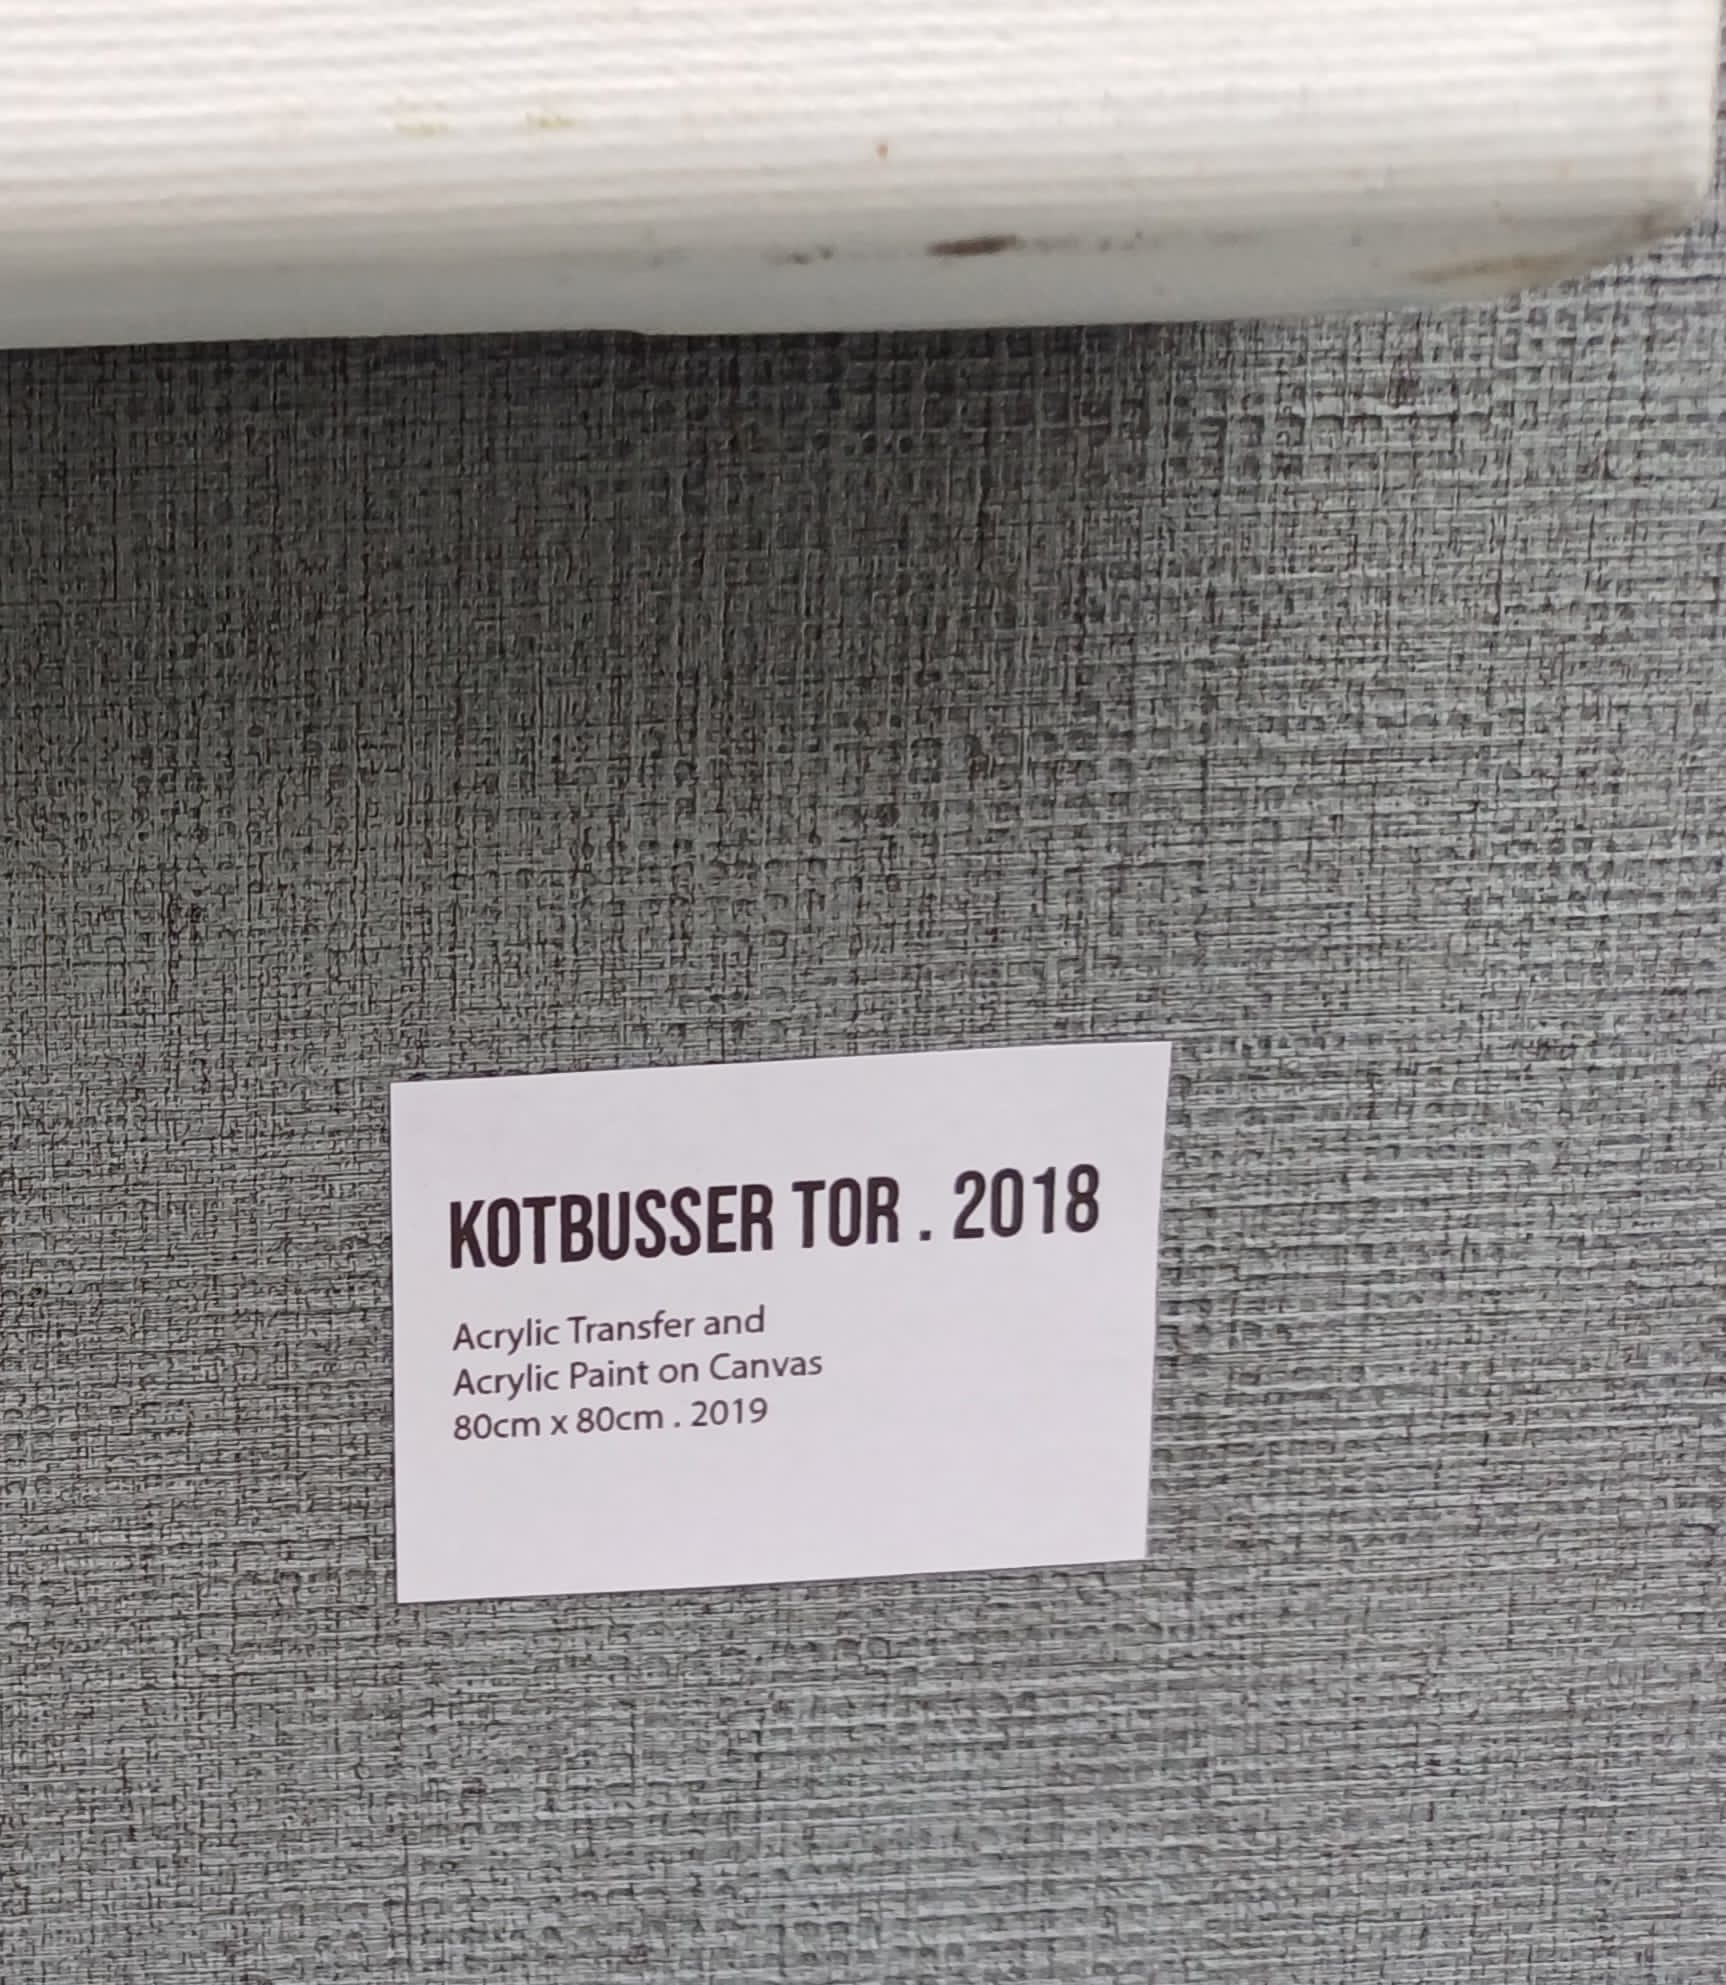 KOTBUSSER TOR . 2018
Acrylic Transfer and
Acrylic Paint on Canvas
80cm x 80cm . 2019